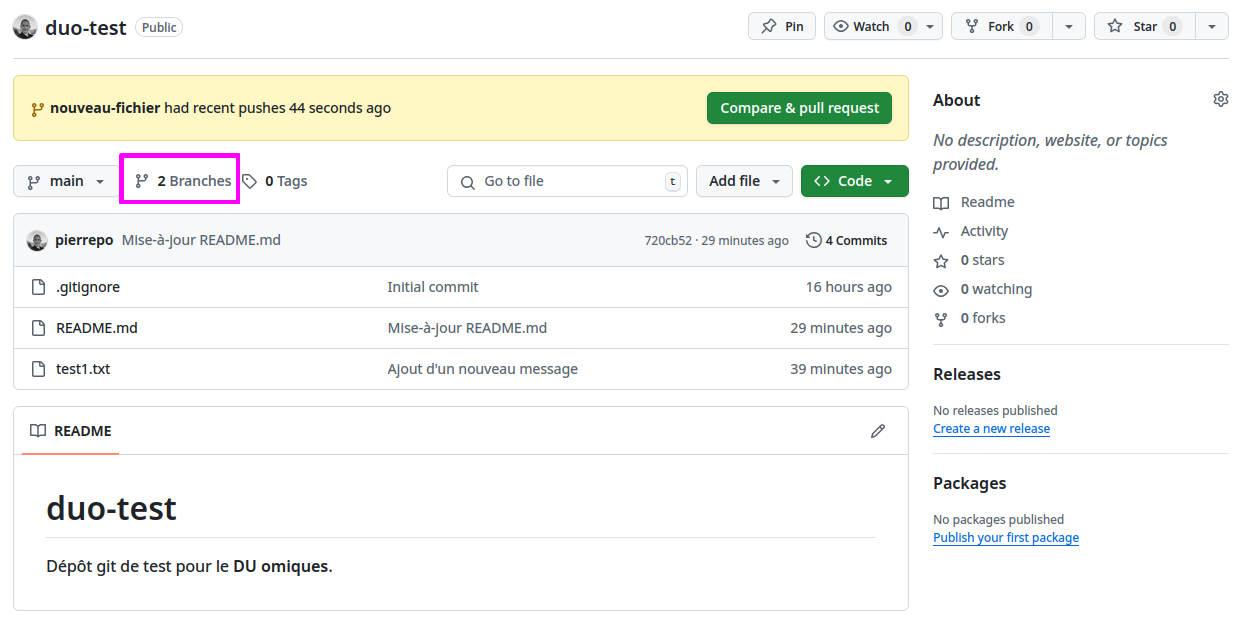 duo-test Public Pin Watch 0 Fork 0 Star 0
nouveau-fichier had recent pushes 44 seconds ago Compare & pull request
main 2 Branches 0 Tags Go to file t Add file Code
pierrepo Mise-à-jour README.md 720cb52 · 29 minutes ago 4 Commits
.gitignore Initial commit 16 hours ago
README.md Mise-à-jour README.md 29 minutes ago
test1.txt Ajout d'un nouveau message 39 minutes ago
README
duo-test
Dépôt git de test pour le DU omiques.
About
No description, website, or topics
provided.
Readme
Activity
0 stars
0 watching
0 forks
Releases
No releases published
Create a new release
Packages
No packages published
Publish your first package